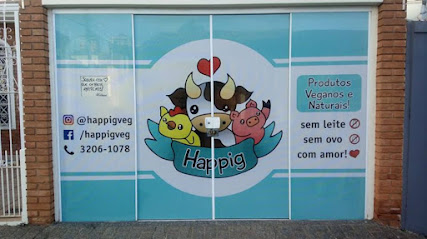 @happigveg
/happigveg
3206-1078
Happig
Produtos
Veganos e
Naturais!
sem leite
sem ovo
com amor!